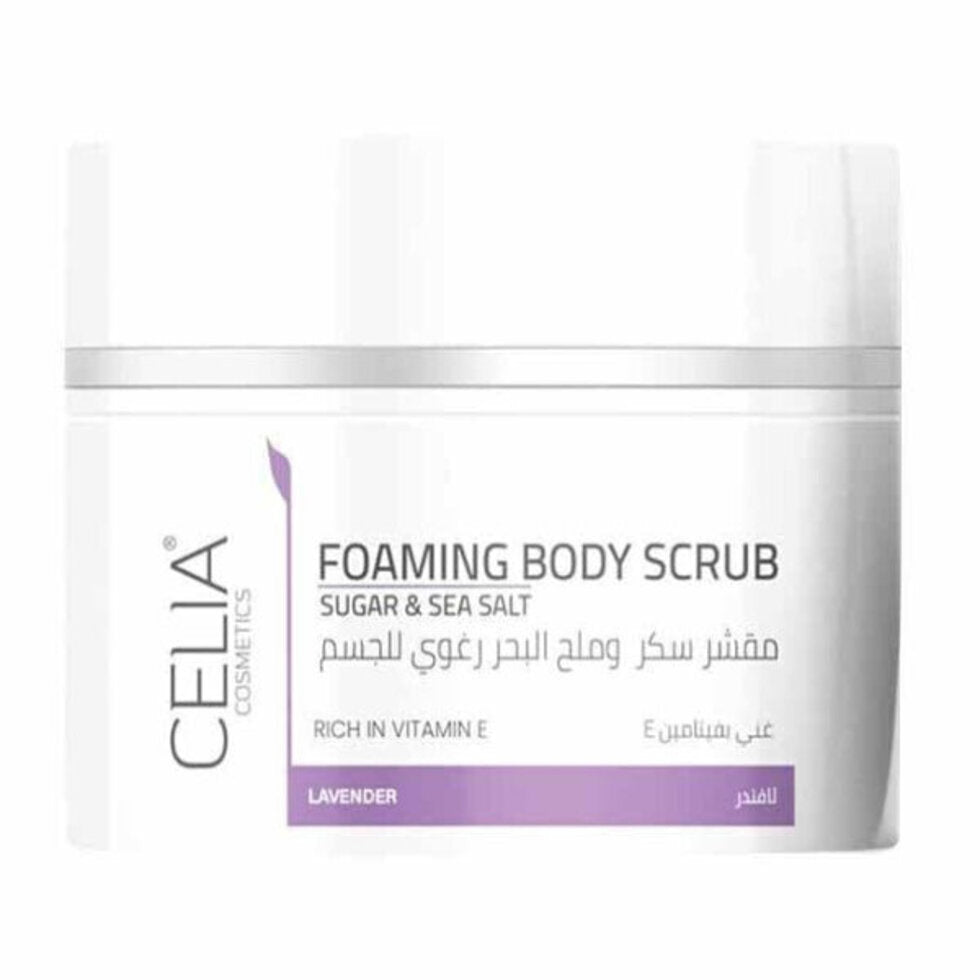 CELIA®
COSMETICS
FOAMING BODY SCRUB
SUGAR & SEA SALT
مقشر سكر وملح البحر رغوي للجسم
RICH IN VITAMIN E
غني بفيتامين E
LAVENDER
لافندر